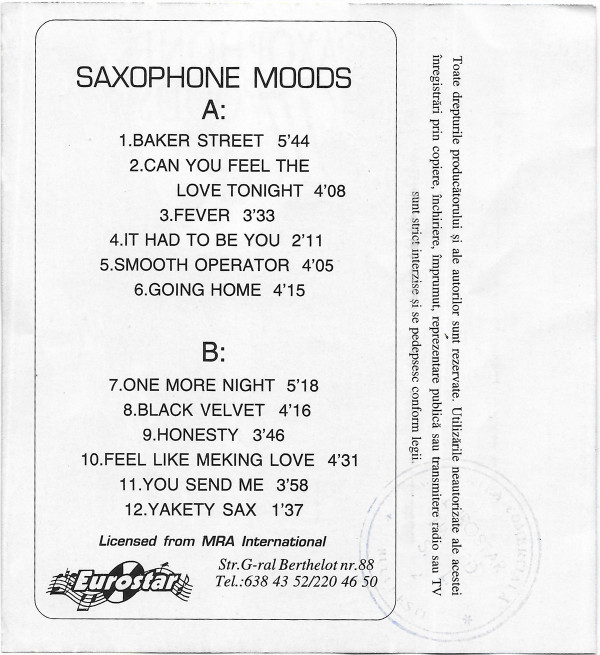 SAXOPHONE MOODS
A:
1.BAKER STREET 5'44
2.CAN YOU FEEL THE
LOVE TONIGHT 4'08
3.FEVER 3'33
4.IT HAD TO BE YOU 2'11
5.SMOOTH OPERATOR 4'05
6.GOING HOME 4'15
B:
7.ONE MORE NIGHT 5'18
8.BLACK VELVET 4'16
9.HONESTY 3'46
10.FEEL LIKE MEKING LOVE 4'31
11.YOU SEND ME 3'58
12.YAKETY SAX 1'37
Licensed from MRA International
Eurostar
Str.G-ral Berthelot nr.88
Tel.:638 43 52/220 46 50
Toate drepturile producătorului şi ale autorilor sunt rezervate. Utilizările neautorizate ale acestei
înregistrări prin copiere, închiriere, împrumut, reprezentare publică sau transmitere radio sau TV
sunt strict interzise şi se pedepsesc conform legii.